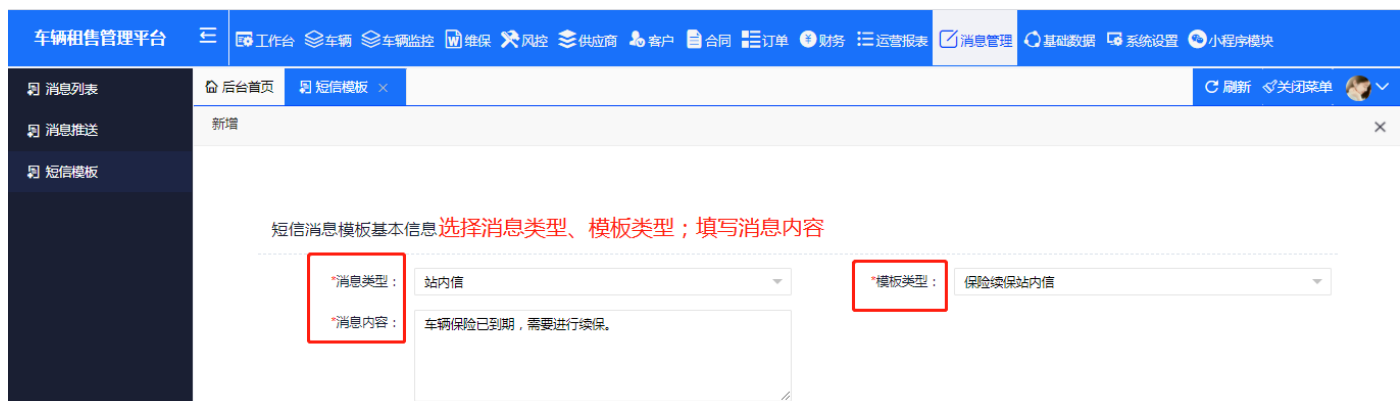 车辆租售管理平台 工作台 车辆 车辆监控 维保 风控 供应商 客户 合同 订单 财务 运营报表 消息管理 基础数据 系统设置 小程序模块
消息列表 后台首页 短信模板 × 刷新 关闭菜单
消息推送 新增 ×
短信模板
短信消息模板基本信息选择消息类型、模板类型；填写消息内容
*消息类型： 站内信 *模板类型： 保险续保站内信
*消息内容： 车辆保险已到期，需要进行续保。